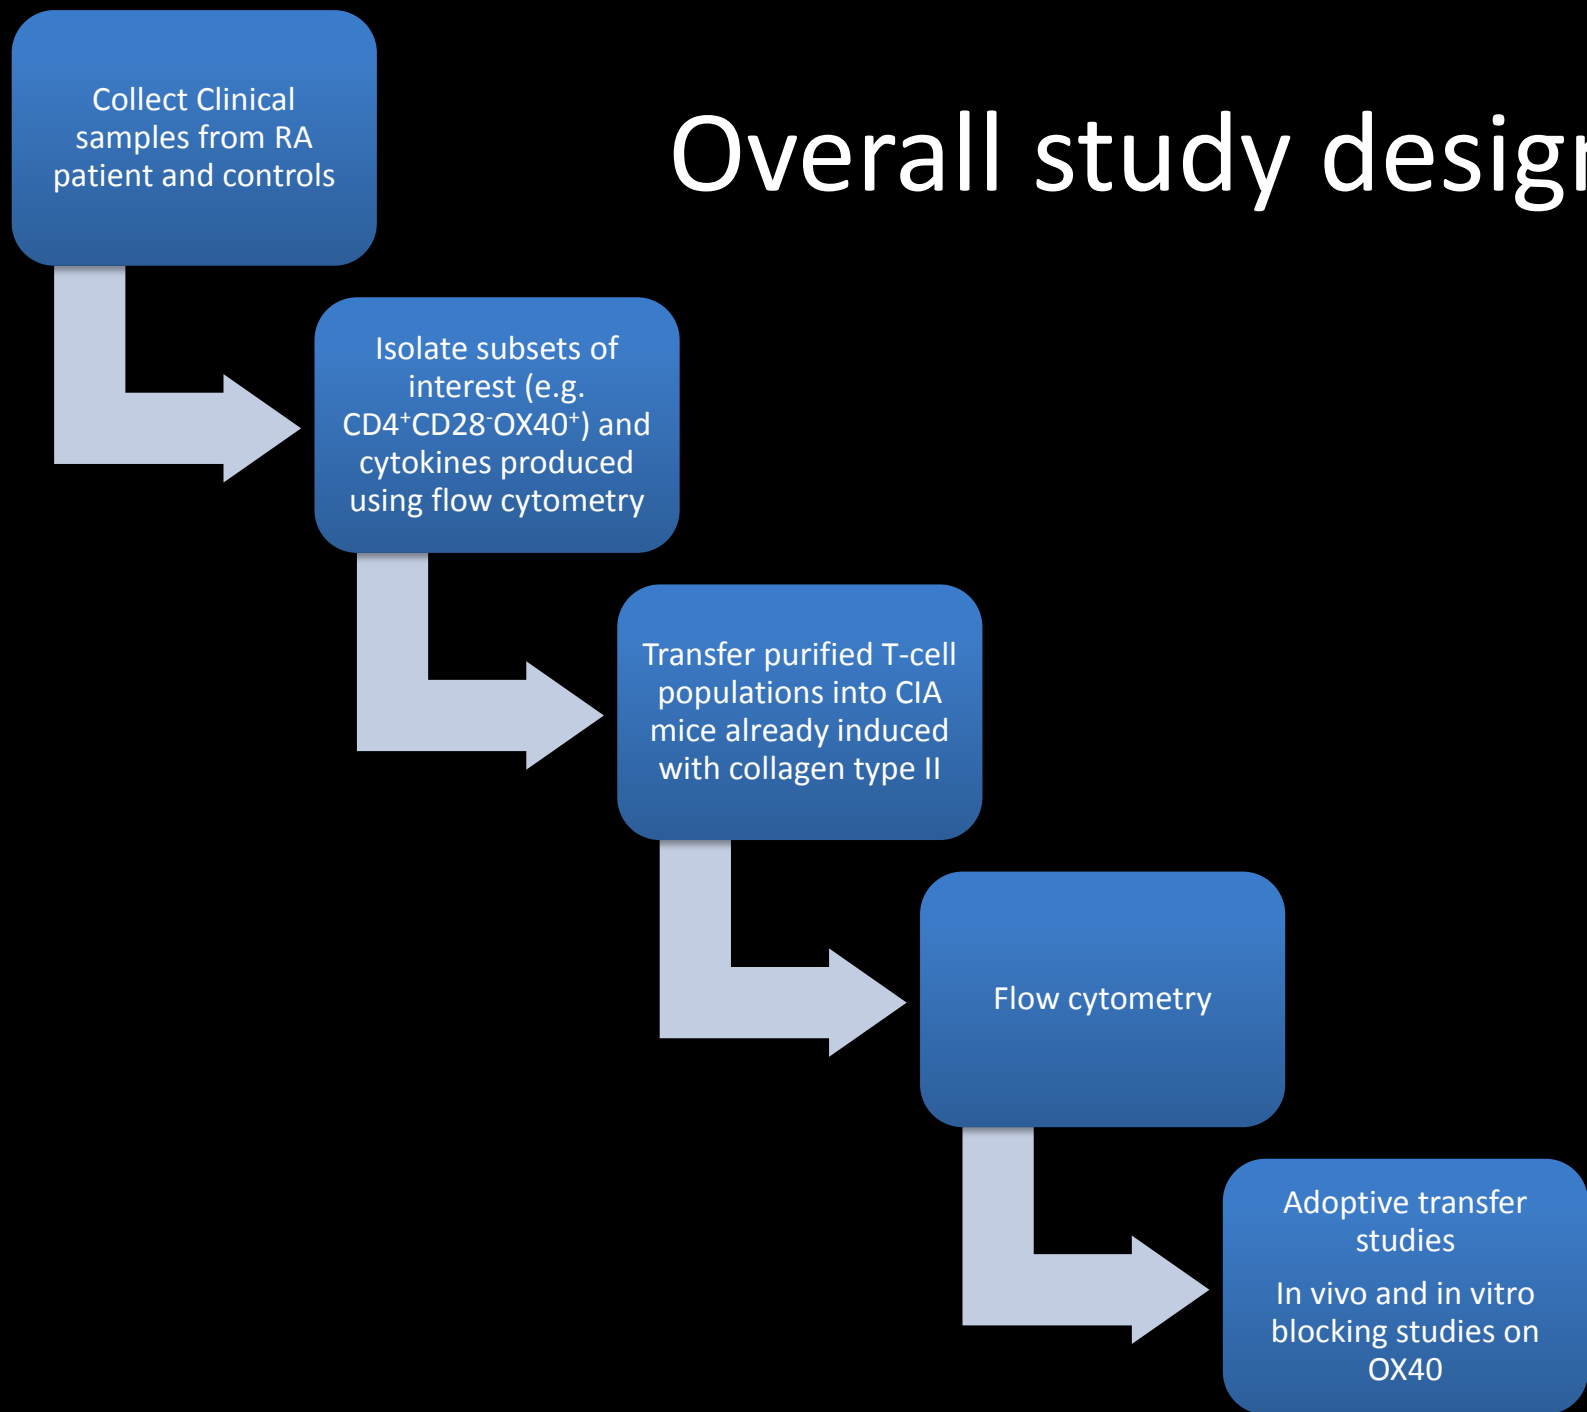 Collect Clinical
samples from RA
patient and controls
Overall study design
Isolate subsets of
interest (e.g.
CD4⁺CD28⁻OX40⁺) and
cytokines produced
using flow cytometry
Transfer purified T-cell
populations into CIA
mice already induced
with collagen type II
Flow cytometry
Adoptive transfer
studies
In vivo and in vitro
blocking studies on
OX40